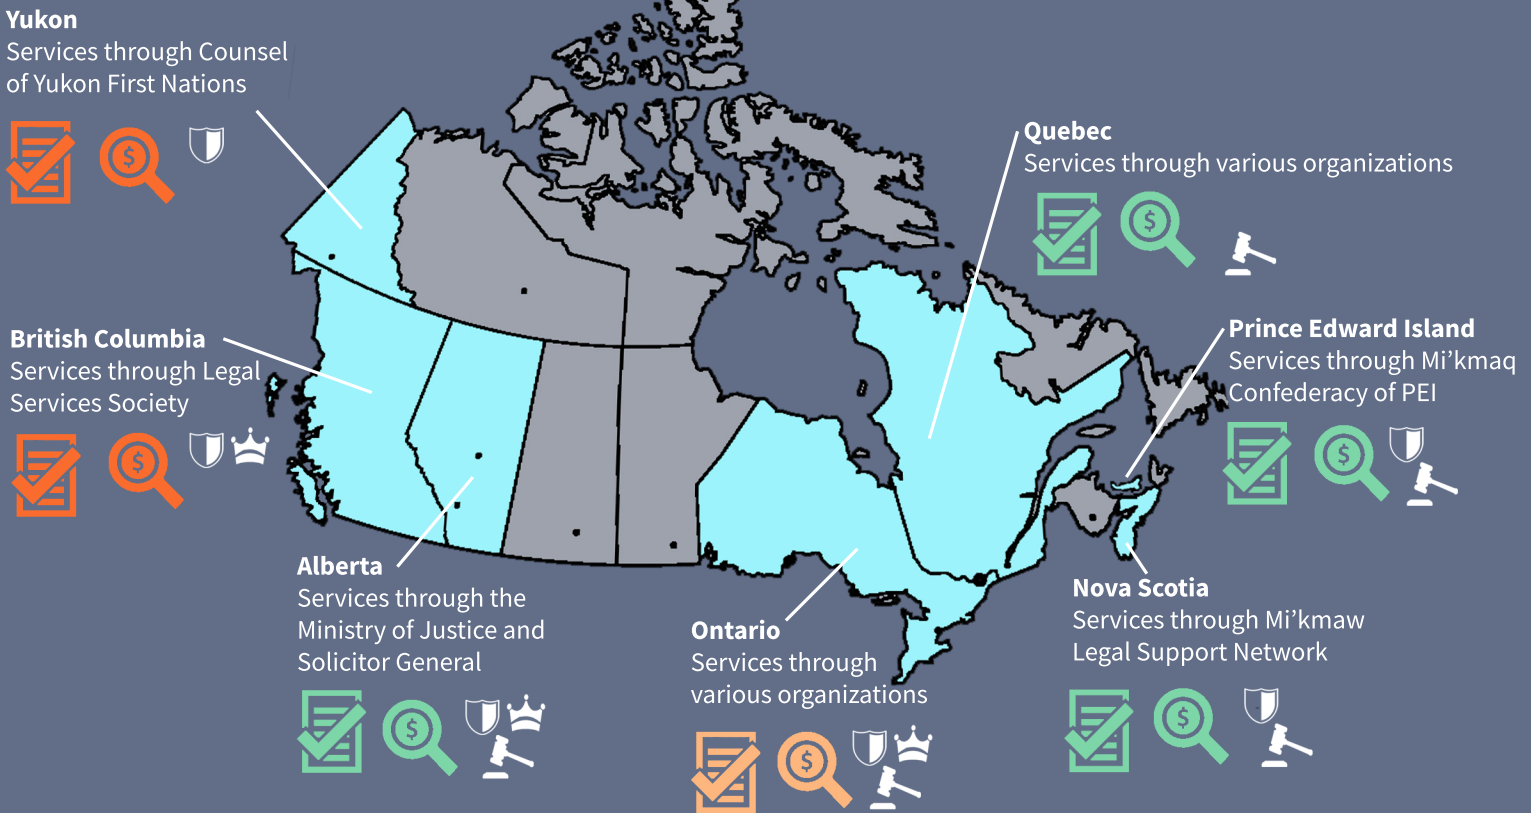 Yukon
Services through Counsel
of Yukon First Nations
$
Quebec
Services through various organizations
$
British Columbia
Services through Legal
Services Society
$
Prince Edward Island
Services through Mi’kmaq
Confederacy of PEI
$
Alberta
Services through the
Ministry of Justice and
Solicitor General
$
Ontario
Services through
various organizations
$
Nova Scotia
Services through Mi’kmaw
Legal Support Network
$